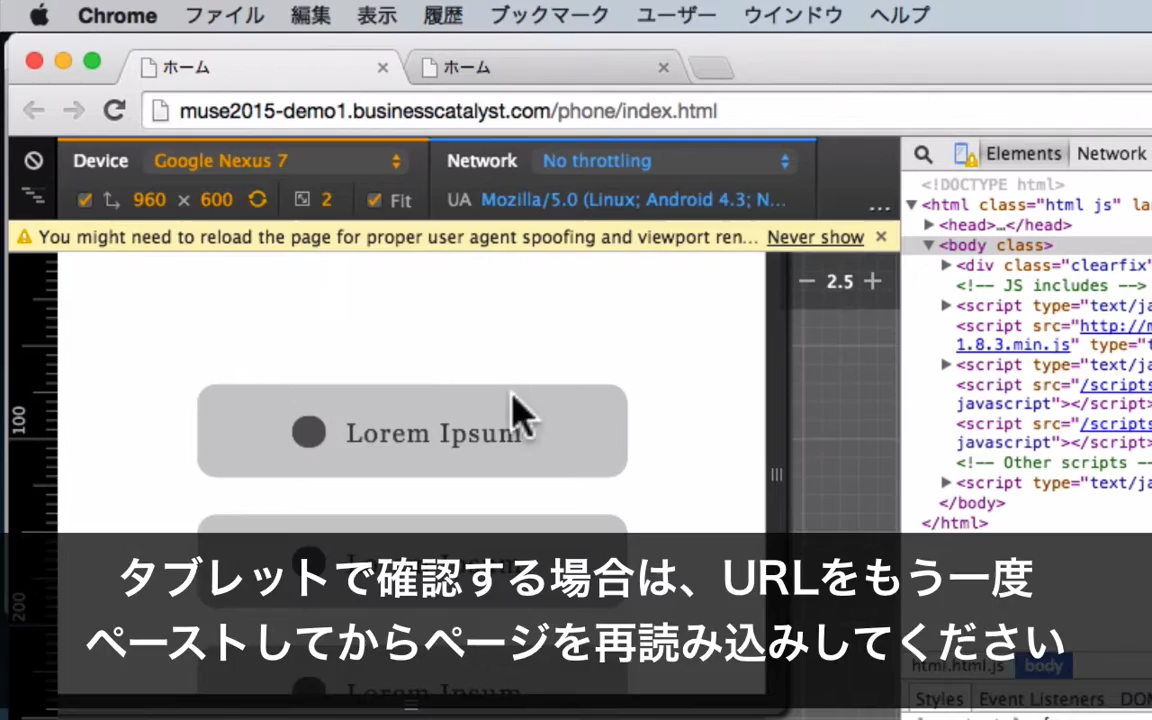 Chrome ファイル 編集 表示 履歴 ブックマーク ユーザー ウインドウ ヘルプ
ホーム ホーム
muse2015-demo1.businesscatalyst.com/phone/index.html
Device Google Nexus 7 Network No throttling
960 × 600 2 Fit UA Mozilla/5.0 (Linux; Android 4.3; N...
...
You might need to reload the page for proper user agent spoofing and viewport ren... Never show ×
− 2.5 +
100
200
Lorem Ipsum
Lorem Ipsum
Lorem Ipsum
Elements Network
<!DOCTYPE html>
<html class="html js" la
<head>…</head>
<body class>
<div class="clearfix"
<!-- JS includes -->
<script type="text/ja
<script src="http://m
1.8.3.min.js" type="t
<script type="text/ja
<script src="/scripts
javascript"></script>
<script src="/scripts
javascript"></script>
<!-- Other scripts --
<script type="text/ja
</body>
</html>
html.html.js body
Styles Event Listeners DO
タブレットで確認する場合は、URLをもう一度
ペーストしてからページを再読み込みしてください